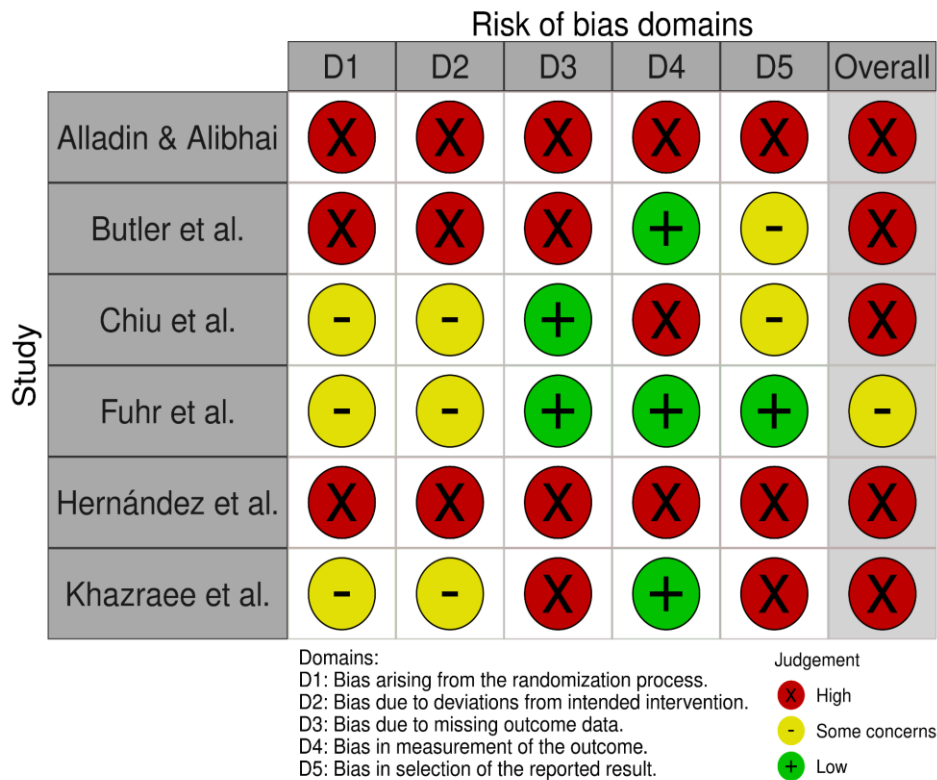 Risk of bias domains
D1 D2 D3 D4 D5 Overall
Study
Alladin & Alibhai X X X X X X
Butler et al. X X X + - X
Chiu et al. - - + X - X
Fuhr et al. - - + + + -
Hernández et al. X X X X X X
Khazraee et al. - - X + X X
Domains:
D1: Bias arising from the randomization process.
D2: Bias due to deviations from intended intervention.
D3: Bias due to missing outcome data.
D4: Bias in measurement of the outcome.
D5: Bias in selection of the reported result.
Judgement
X High
- Some concerns
+ Low